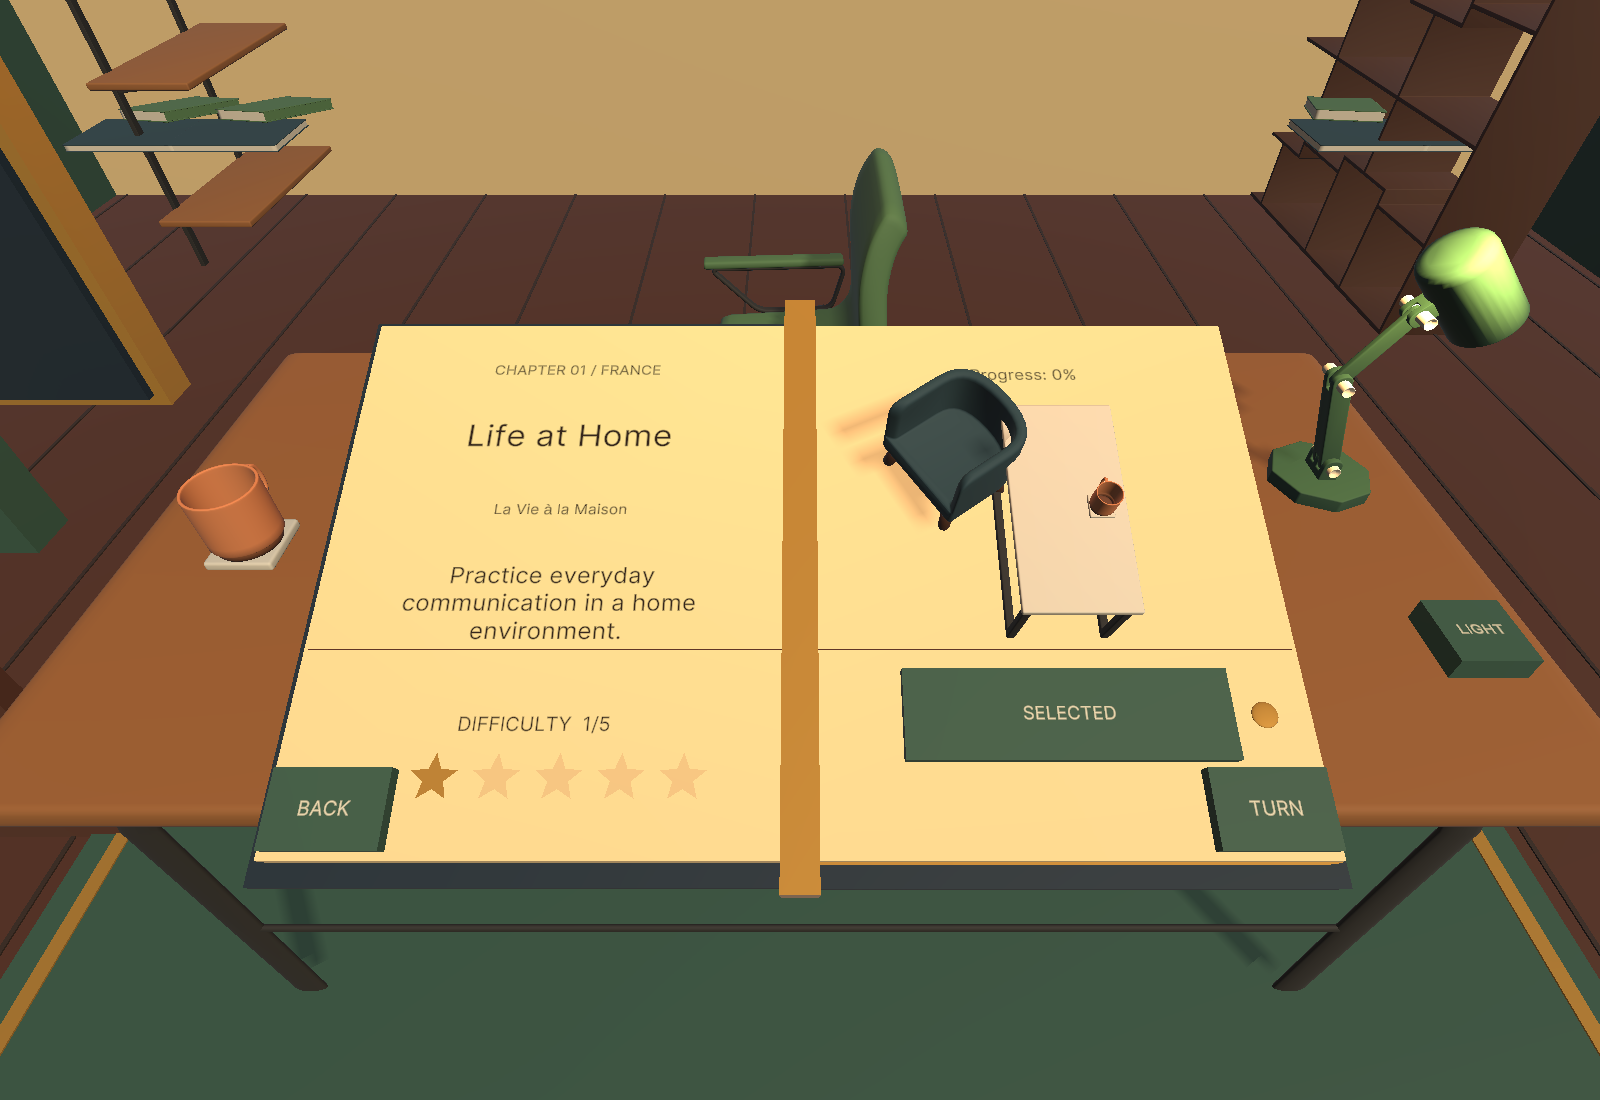 CHAPTER 01 / FRANCE
Life at Home
La Vie à la Maison
Practice everyday
communication in a home
environment.
DIFFICULTY 1/5
BACK
Progress: 0%
SELECTED
TURN
LIGHT